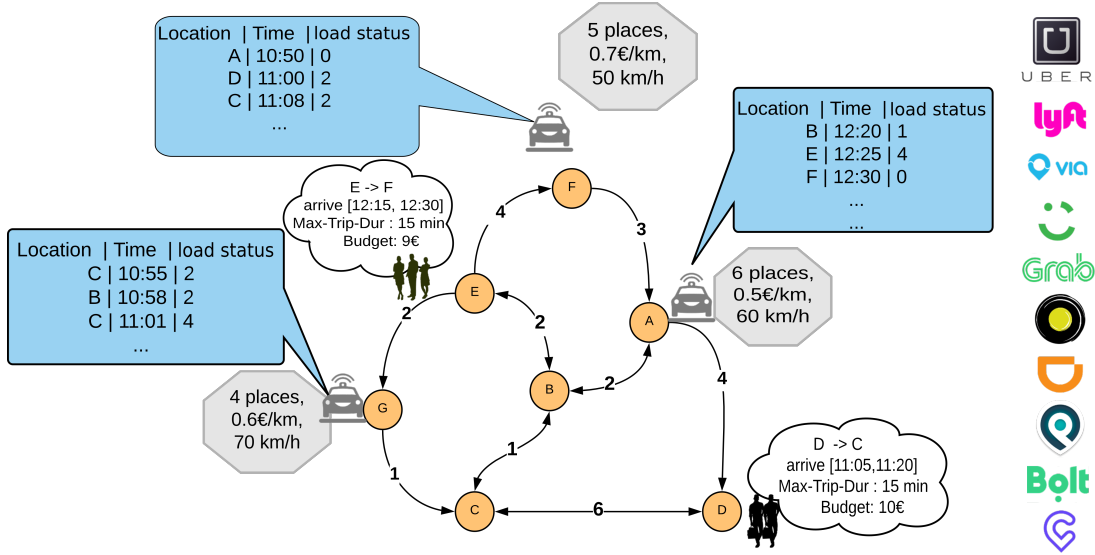 Location | Time | load status
A | 10:50 | 0
D | 11:00 | 2
C | 11:08 | 2
...
5 places,
0.7€/km,
50 km/h
Location | Time | load status
B | 12:20 | 1
E | 12:25 | 4
F | 12:30 | 0
...
...
E -> F
arrive [12:15, 12:30]
Max-Trip-Dur : 15 min
Budget: 9€
Location | Time | load status
C | 10:55 | 2
B | 10:58 | 2
C | 11:01 | 4
...
6 places,
0.5€/km,
60 km/h
4 places,
0.6€/km,
70 km/h
D -> C
arrive [11:05,11:20]
Max-Trip-Dur : 15 min
Budget: 10€
F
4
3
E
2
2
A
2
4
B
G
1
1
C
6
D
U
UBER
lyft
via
Grab
Bolt